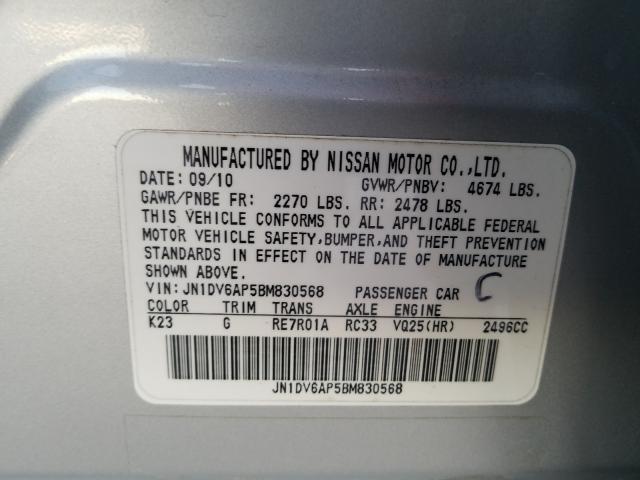 MANUFACTURED BY NISSAN MOTOR CO.,LTD.
DATE: 09/10 GVWR/PNBV: 4674 LBS.
GAWR/PNBE FR: 2270 LBS. RR: 2478 LBS.
THIS VEHICLE CONFORMS TO ALL APPLICABLE FEDERAL
MOTOR VEHICLE SAFETY,BUMPER,AND THEFT PREVENTION
STANDARDS IN EFFECT ON THE DATE OF MANUFACTURE
SHOWN ABOVE.
VIN:JN1DV6AP5BM830568 PASSENGER CAR C
COLOR TRIM TRANS AXLE ENGINE
K23 G RE7R01A RC33 VQ25(HR) 2496CC
JN1DV6AP5BM830568